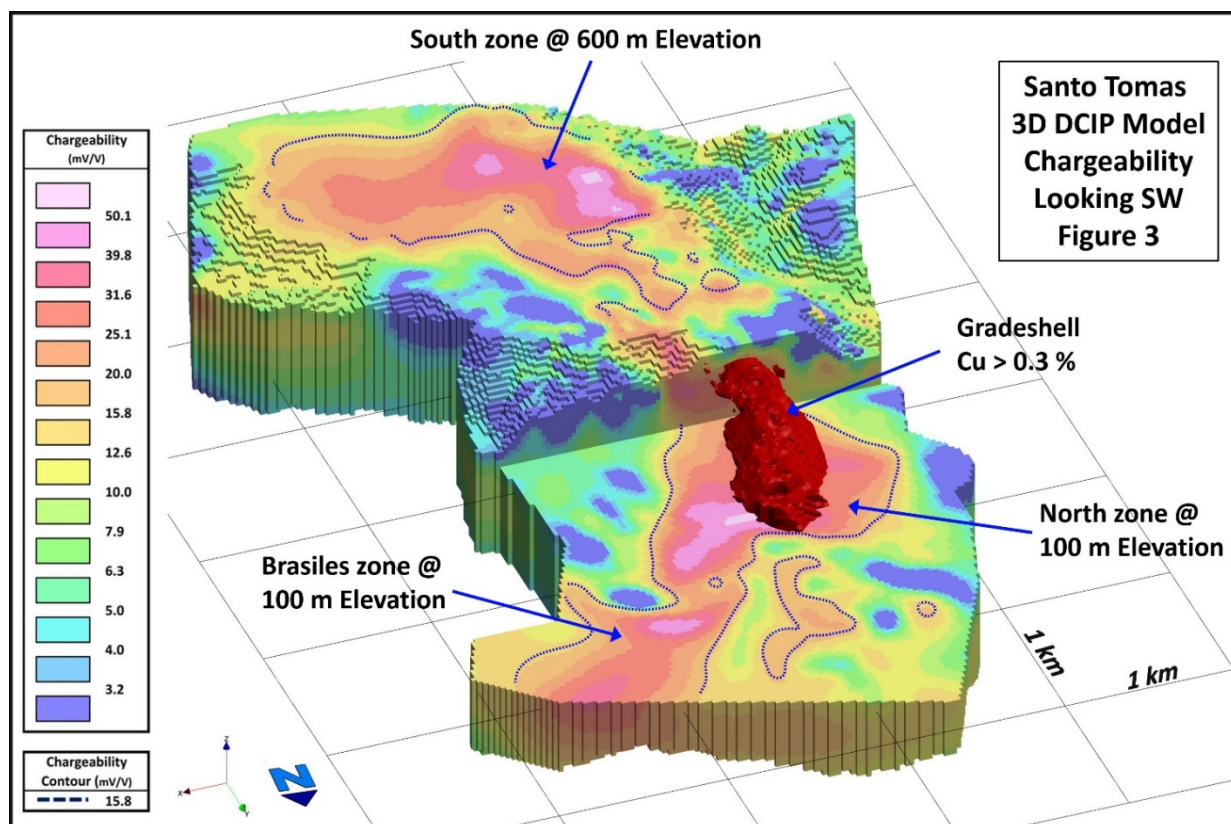 South zone @ 600 m Elevation
Santo Tomas
3D DCIP Model
Chargeability
Looking SW
Figure 3
Chargeability
(mV/V)
50.1
39.8
31.6
25.1
20.0
15.8
12.6
10.0
7.9
6.3
5.0
4.0
3.2
Gradeshell
Cu > 0.3 %
North zone @
100 m Elevation
Brasiles zone @
100 m Elevation
1 km
1 km
Chargeability
Contour (mV/V)
15.8
Z
X
Y
N